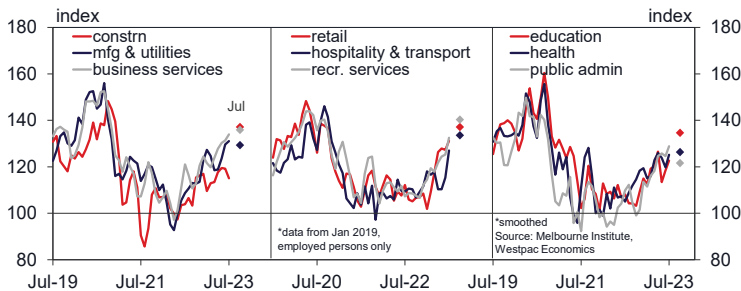 index
index
180
160
140
120
100
80
constrn
mfg & utilities
business services
Jul
retail
hospitality & transport
recr. services
*data from Jan 2019,
employed persons only
education
health
public admin
*smoothed
Source: Melbourne Institute,
Westpac Economics
180
160
140
120
100
80
Jul-19
Jul-21
Jul-23
Jul-20
Jul-22
Jul-19
Jul-21
Jul-23